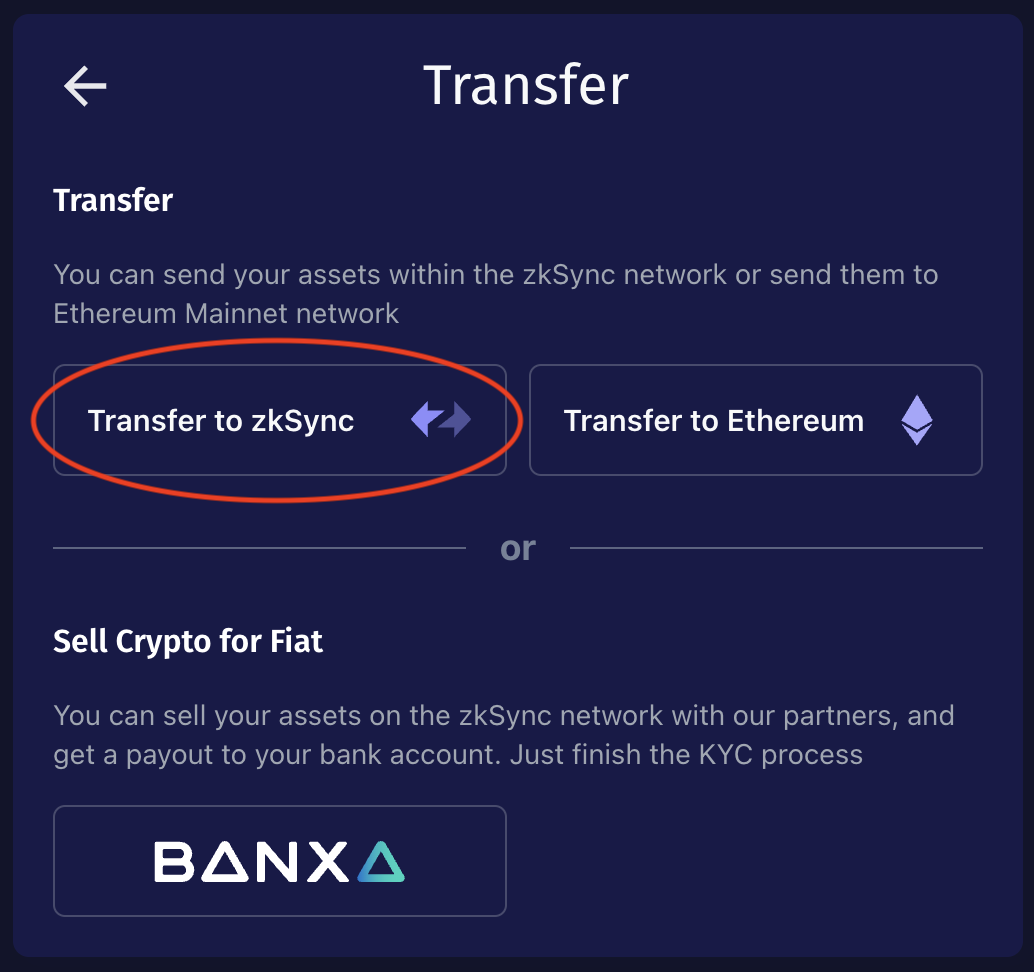 Transfer
Transfer
You can send your assets within the zkSync network or send them to
Ethereum Mainnet network
Transfer to zkSync
Transfer to Ethereum
or
Sell Crypto for Fiat
You can sell your assets on the zkSync network with our partners, and
get a payout to your bank account. Just finish the KYC process
BANXA